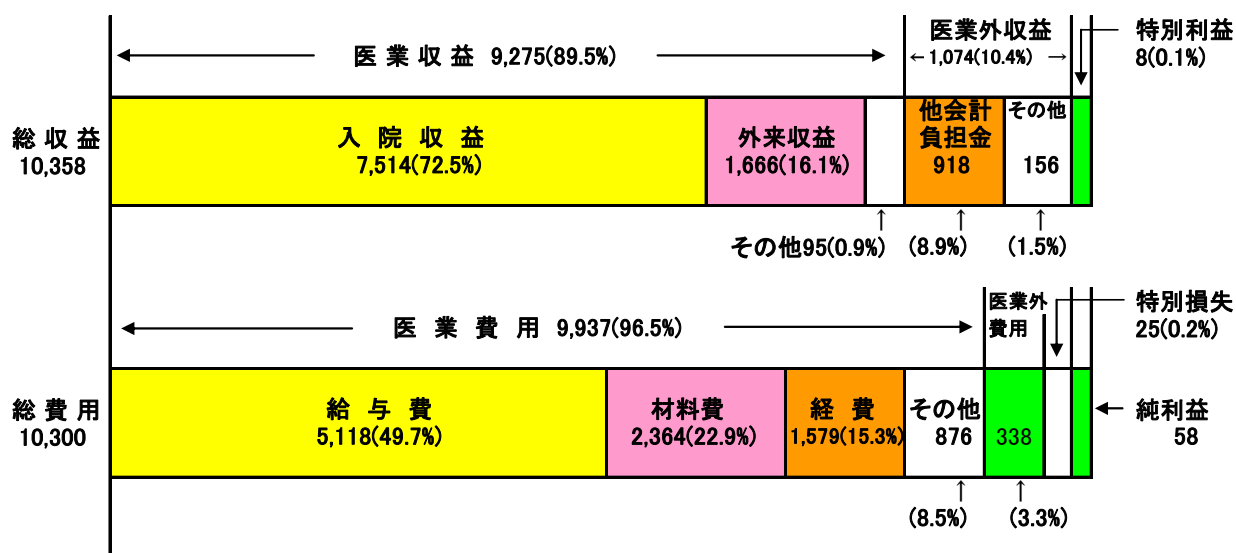 医業外収益
特別利益
← 医業収益 9,275(89.5%) →
←1,074(10.4%) →
8(0.1%)
総収益
10,358
入院収益
7,514(72.5%)
外来収益
1,666(16.1%)
他会計
負担金
918
その他
156
↑ ↑ ↑
その他95(0.9%) (8.9%) (1.5%)
医業外
費用
特別損失
25(0.2%)
医業費用 9,937(96.5%)
総費用
10,300
給与費
5,118(49.7%)
材料費
2,364(22.9%)
経費
1,579(15.3%)
その他
876
338
純利益
58
↑ ↑
(8.5%) (3.3%)